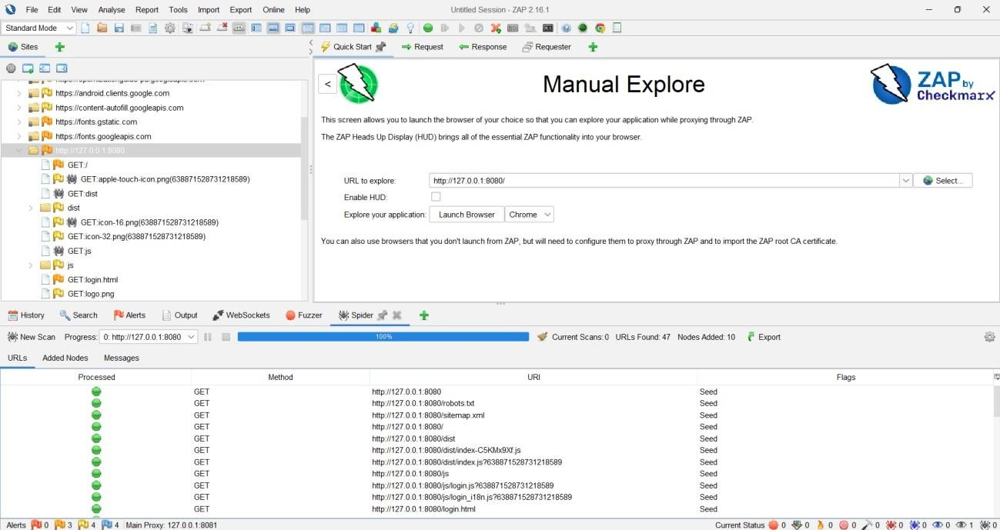 File Edit View Analyse Report Tools Import Export Online Help Untitled Session - ZAP 2.16.1
Standard Mode
Sites Quick Start Request Response Requester
https://android.clients.google.com
https://content-autofill.googleapis.com
https://fonts.gstatic.com
https://fonts.googleapis.com
http://127.0.0.1:8080
GET:/
GET:apple-touch-icon.png(638871528731218589)
GET:dist
dist
GET:icon-16.png(638871528731218589)
GET:icon-32.png(638871528731218589)
GET:js
js
GET:login.html
GET:logo.png
<
Manual Explore
ZAP by
Checkmarx
This screen allows you to launch the browser of your choice so that you can explore your application while proxying through ZAP.
The ZAP Heads Up Display (HUD) brings all of the essential ZAP functionality into your browser.
URL to explore: http://127.0.0.1:8080/ Select...
Enable HUD:
Explore your application: Launch Browser Chrome
You can also use browsers that you don't launch from ZAP, but will need to configure them to proxy through ZAP and to import the ZAP root CA certificate.
History Search Alerts Output WebSockets Fuzzer Spider
New Scan Progress: 0: http://127.0.0.1:8080 100% Current Scans: 0 URLs Found: 47 Nodes Added: 10 Export
URLs Added Nodes Messages
Processed Method URI Flags
GET http://127.0.0.1:8080 Seed
GET http://127.0.0.1:8080/robots.txt Seed
GET http://127.0.0.1:8080/sitemap.xml Seed
GET http://127.0.0.1:8080/ Seed
GET http://127.0.0.1:8080/dist Seed
GET http://127.0.0.1:8080/dist/index-C5KMx9Xf.js Seed
GET http://127.0.0.1:8080/dist/index.js?638871528731218589 Seed
GET http://127.0.0.1:8080/js Seed
GET http://127.0.0.1:8080/js/login.js?638871528731218589 Seed
GET http://127.0.0.1:8080/js/login_i18n.js?638871528731218589 Seed
GET http://127.0.0.1:8080/login.html Seed
Alerts 0 3 4 4 Main Proxy: 127.0.0.1:8081 Current Status 0 0 0 0 0 0 0 0 1 0